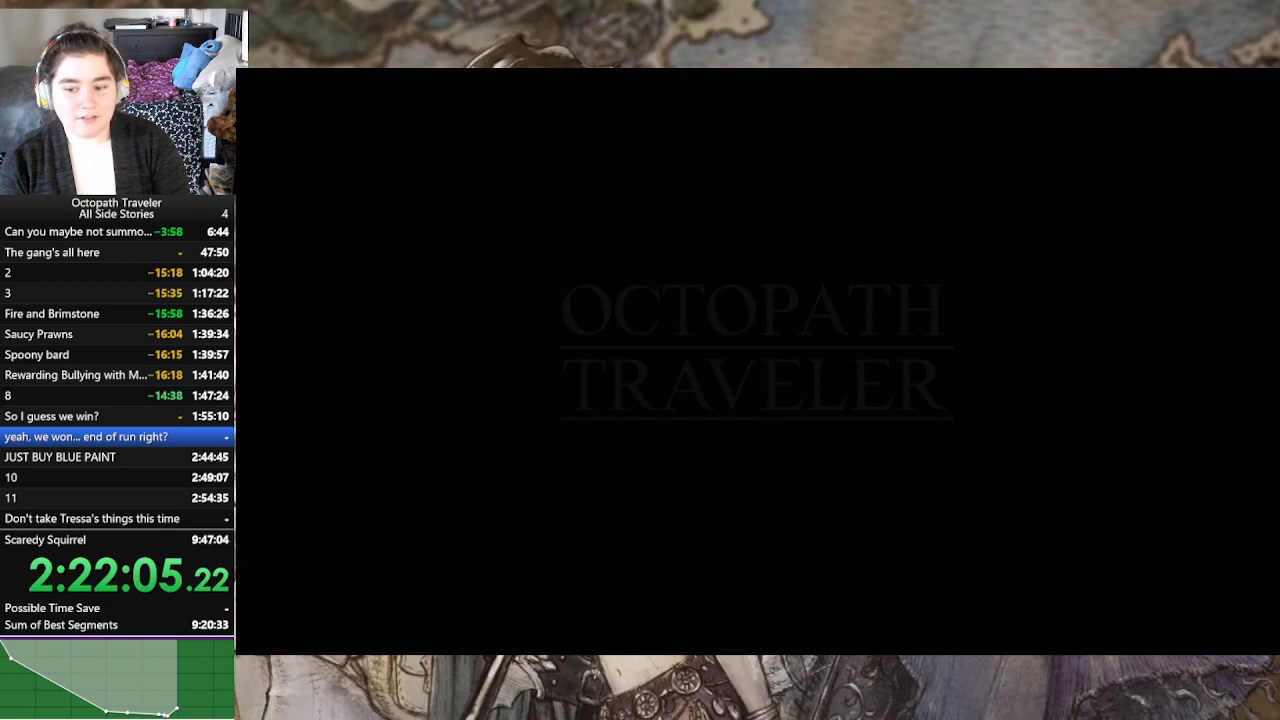 Octopath Traveler
All Side Stories 4
Can you maybe not summo... −3:58 6:44
The gang's all here - 47:50
2 −15:18 1:04:20
3 −15:35 1:17:22
Fire and Brimstone −15:58 1:36:26
Saucy Prawns −16:04 1:39:34
Spoony bard −16:15 1:39:57
Rewarding Bullying with M... −16:18 1:41:40
8 −14:38 1:47:24
So I guess we win? - 1:55:10
yeah, we won... end of run right? -
JUST BUY BLUE PAINT 2:44:45
10 2:49:07
11 2:54:35
Don't take Tressa's things this time -
Scaredy Squirrel 9:47:04
2:22:05.22
Possible Time Save -
Sum of Best Segments 9:20:33
OCTOPATH
TRAVELER